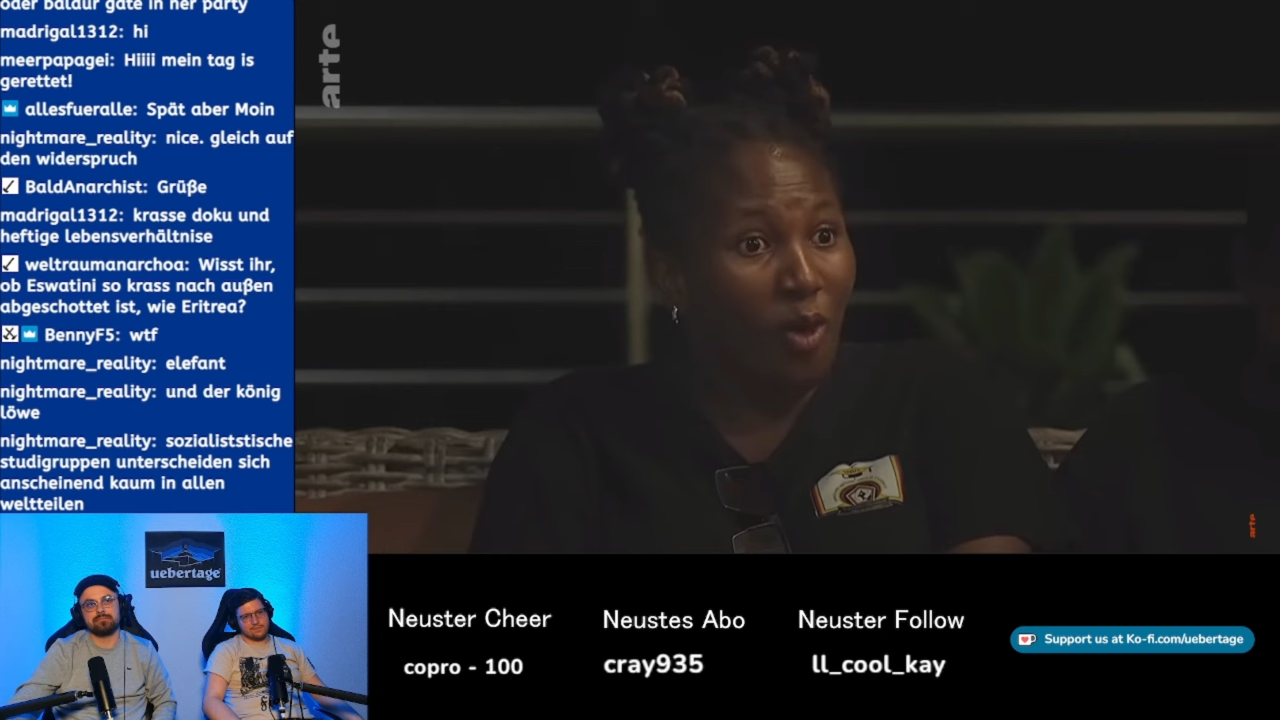 oder baldur gate in her party
madrigal1312: hi
meerpapagei: Hiiii mein tag is
gerettet!
allesfueralle: Spät aber Moin
nightmare_reality: nice. gleich auf
den widerspruch
BaldAnarchist: Grüße
madrigal1312: krasse doku und
heftige lebensverhältnise
weltraumanarchoa: Wisst ihr,
ob Eswatini so krass nach außen
abgeschottet ist, wie Eritrea?
BennyF5: wtf
nightmare_reality: elefant
nightmare_reality: und der könig
löwe
nightmare_reality: sozialiststische
studigruppen unterscheiden sich
anscheinend kaum in allen
weltteilen
arte
arte
uebertage
Neuster Cheer
copro - 100
Neustes Abo
cray935
Neuster Follow
ll_cool_kay
Support us at Ko-fi.com/uebertage